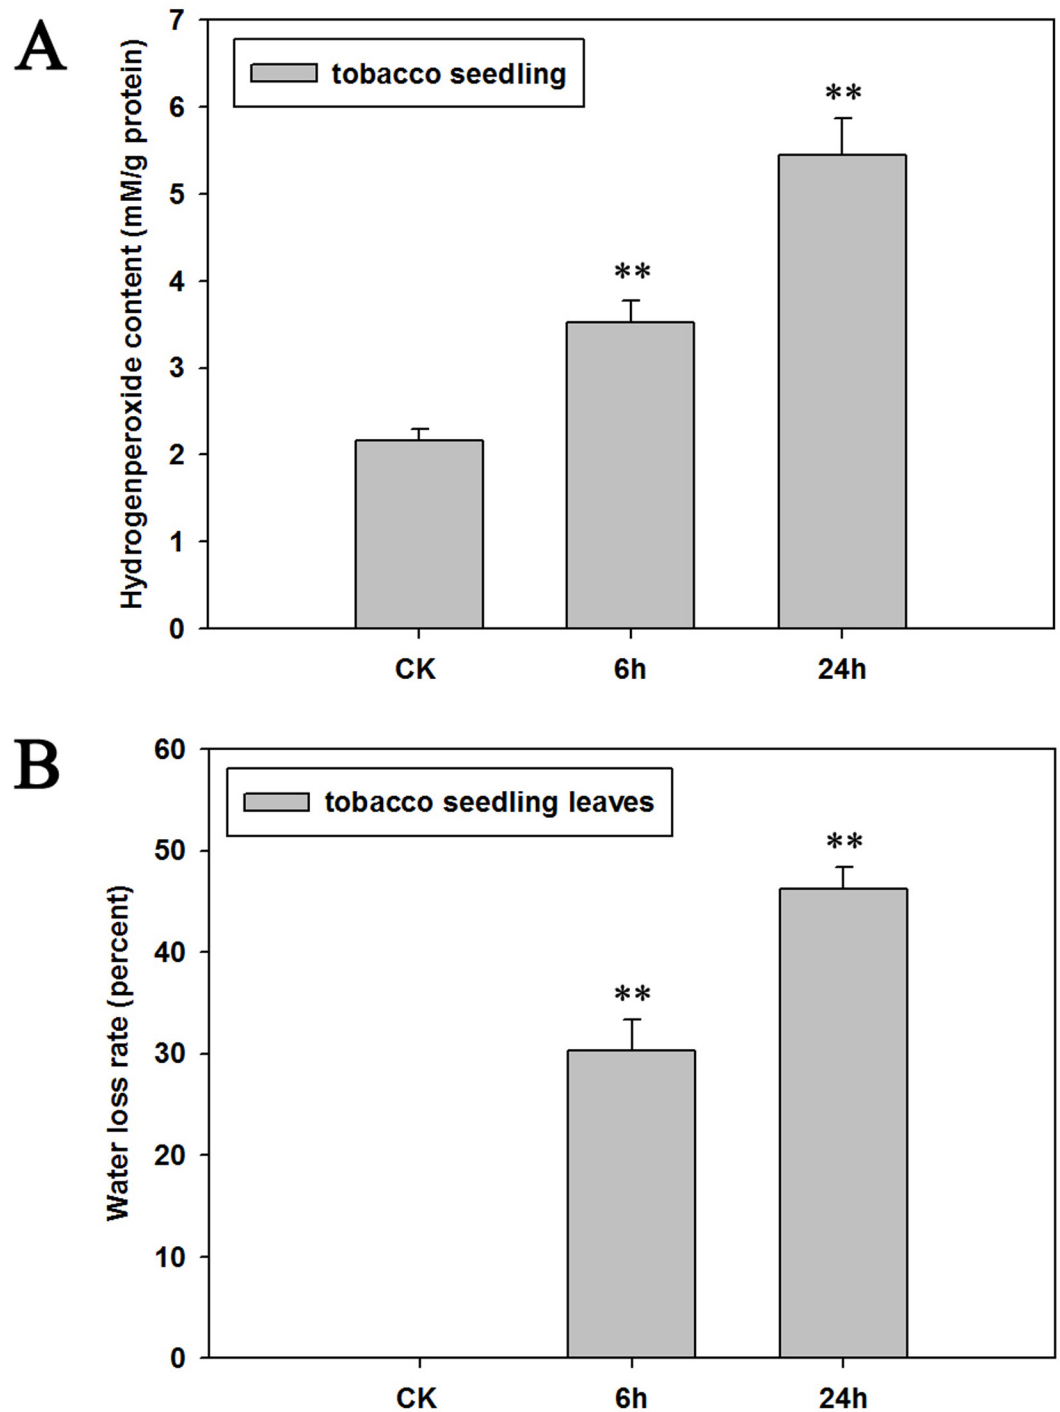 A
Hydrogenperoxide content (mM/g protein)
7
6
5
4
3
2
1
0
tobacco seedling
**
**
CK 6h 24h
B
Water loss rate (percent)
60
50
40
30
20
10
0
tobacco seedling leaves
**
**
CK 6h 24h